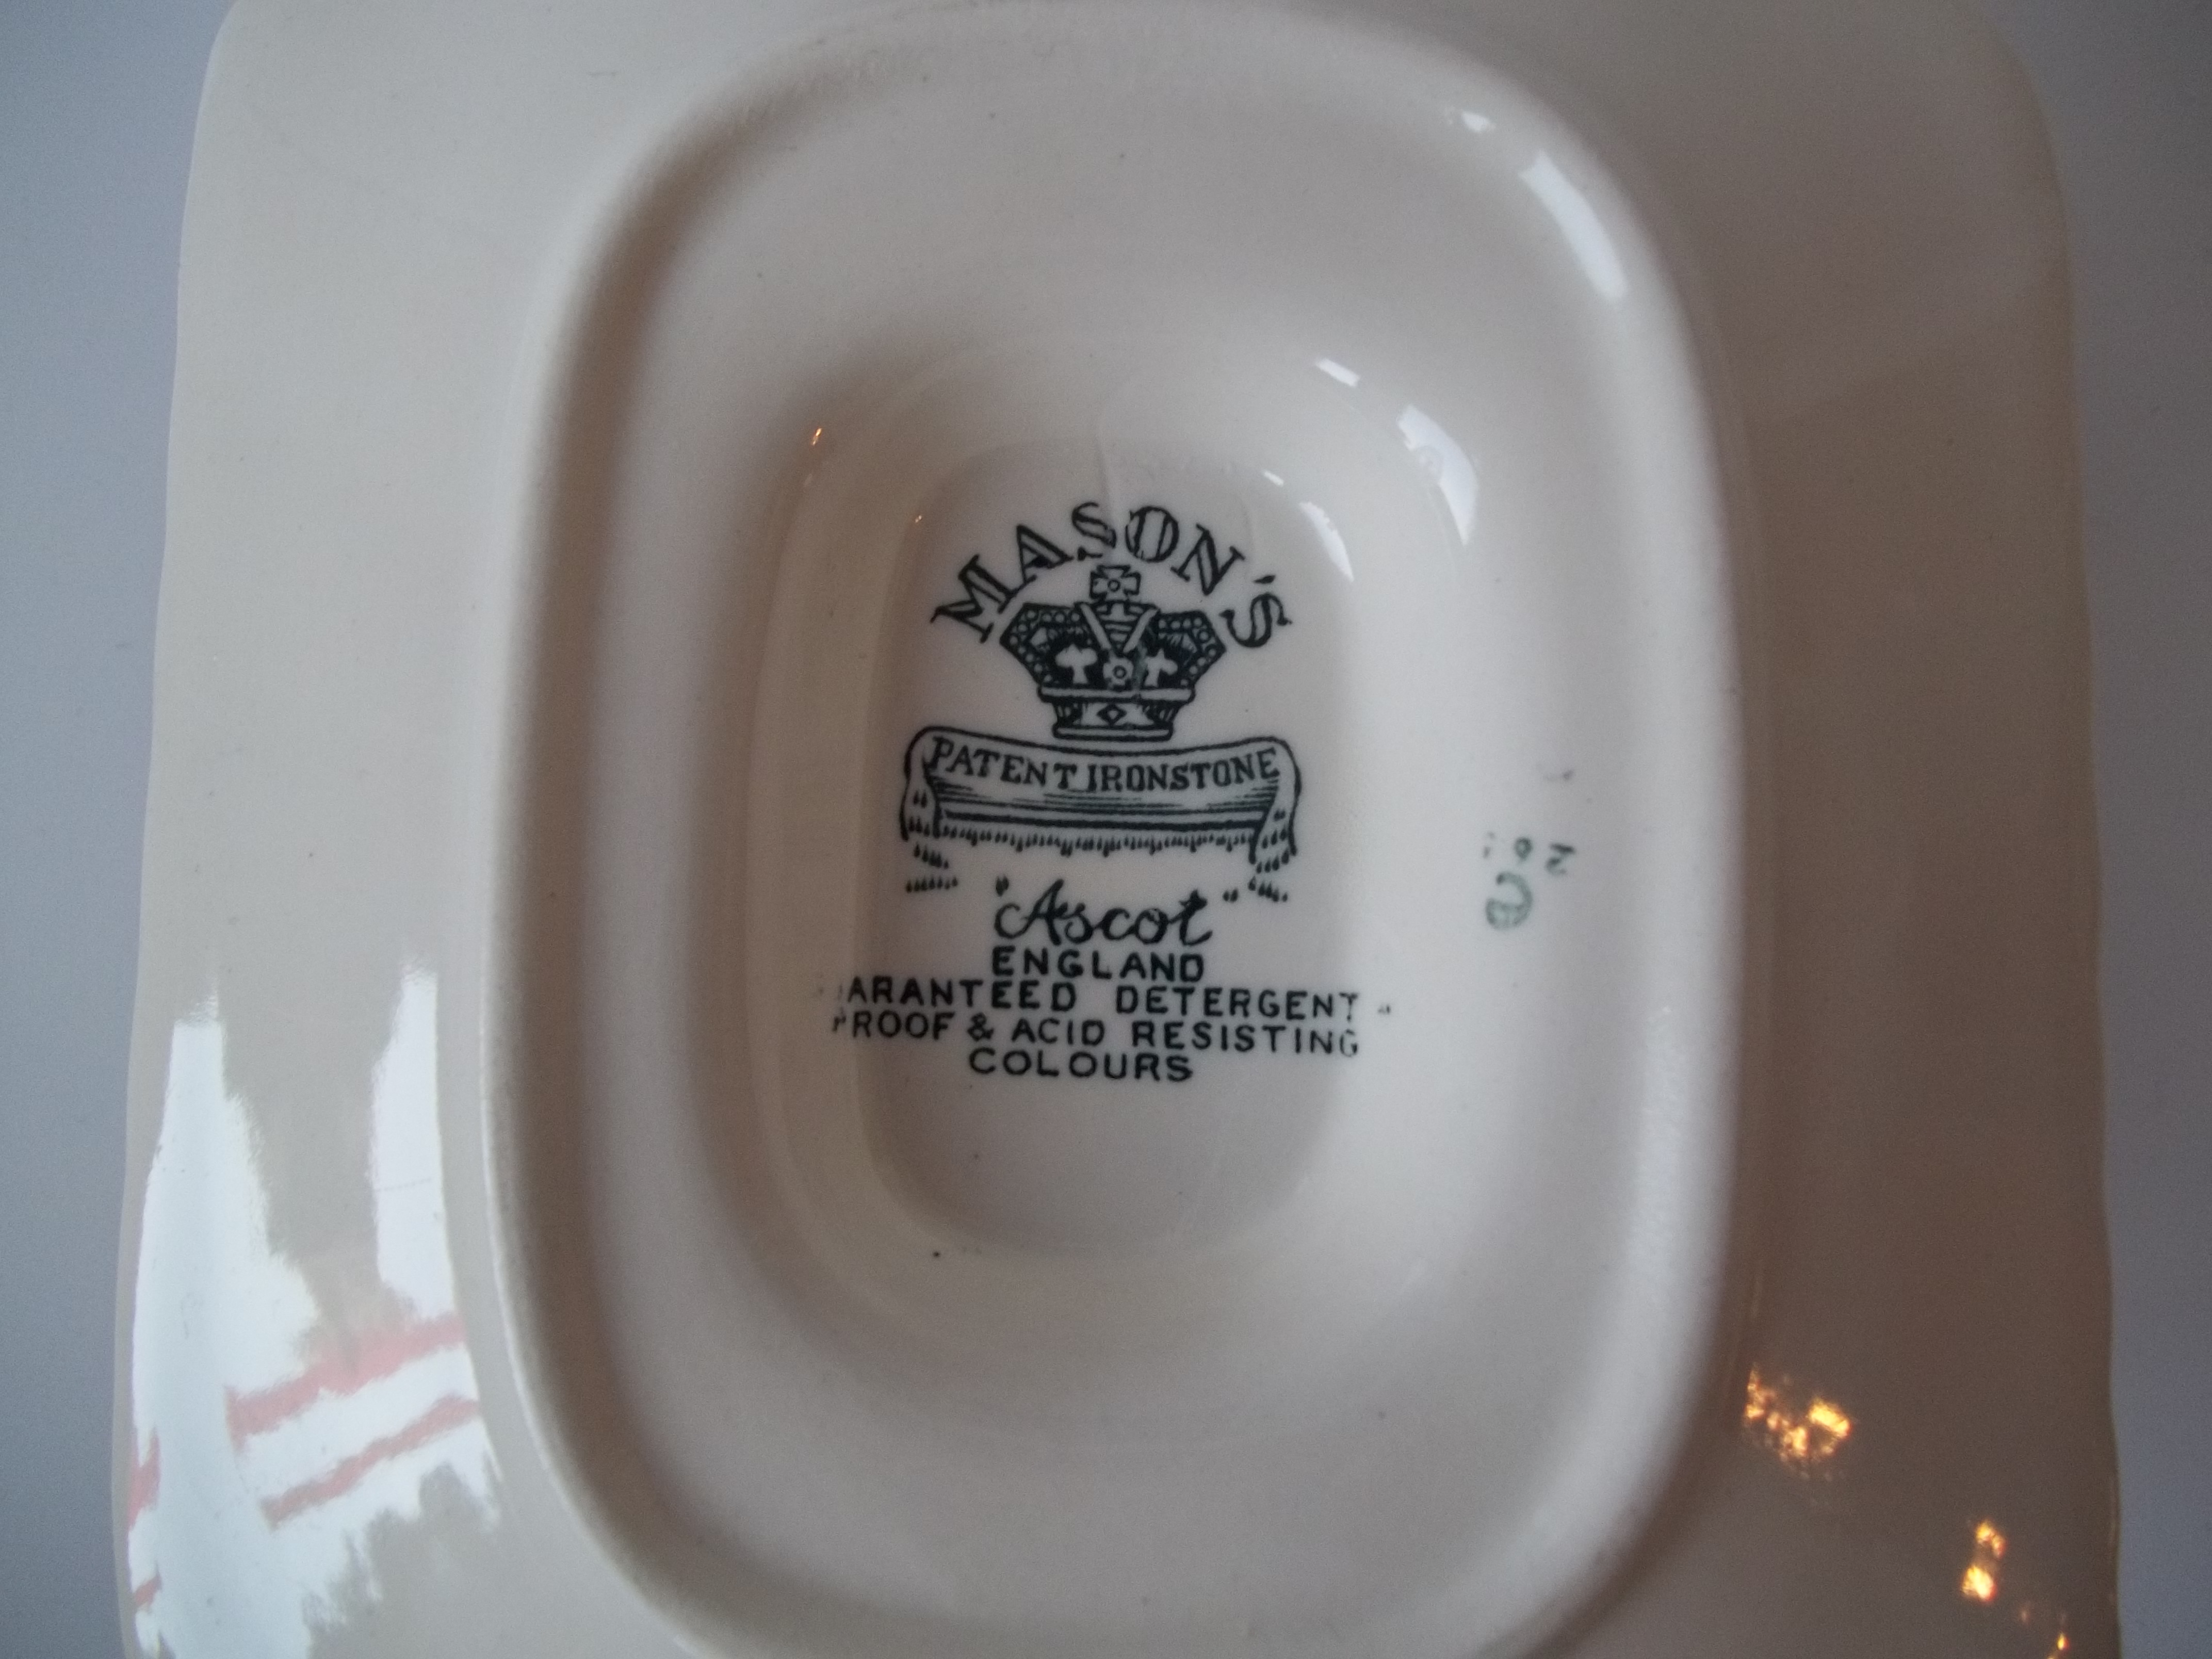 MASON'S
PATENT IRONSTONE
"Ascot"
ENGLAND
ARANTEED DETERGENT
PROOF & ACID RESISTING
COLOURS